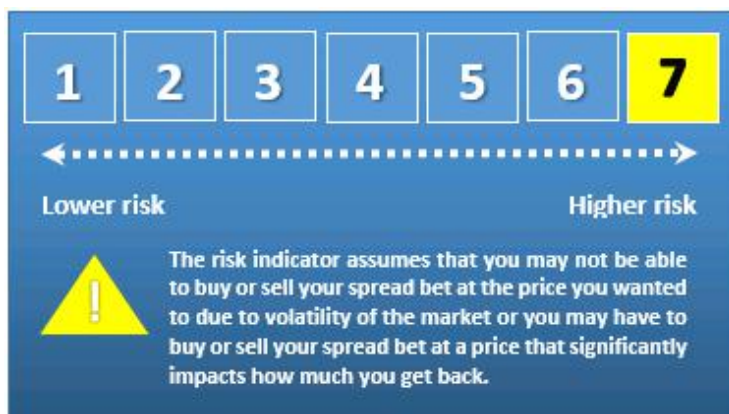 1 2 3 4 5 6 7
Lower risk Higher risk
!
The risk indicator assumes that you may not be able
to buy or sell your spread bet at the price you wanted
to due to volatility of the market or you may have to
buy or sell your spread bet at a price that significantly
impacts how much you get back.